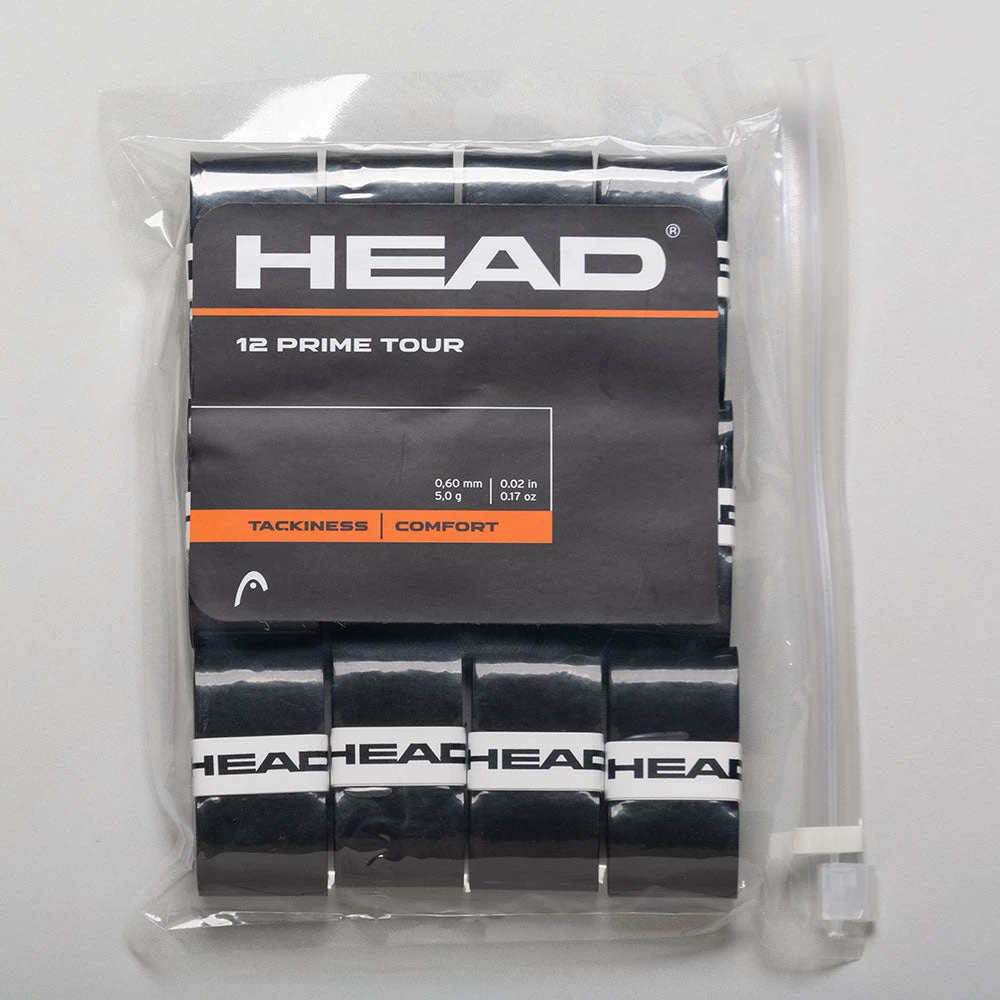 HEAD®
12 PRIME TOUR
0,60 mm | 0.02 in
5,0 g | 0.17 oz
TACKINESS | COMFORT
HEAD HEAD HEAD HEAD